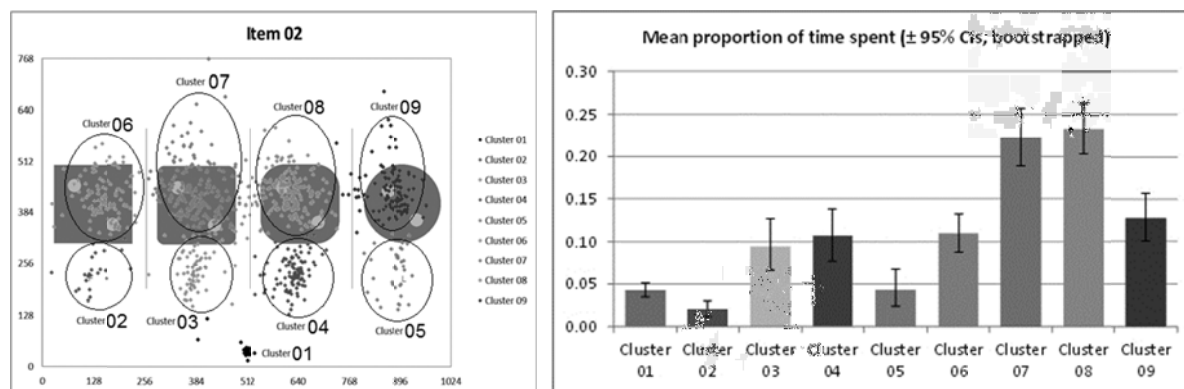 Item 02
768
640
512
384
256
128
0
0 128 256 384 512 640 768 896 1024
Cluster 07
Cluster 06
Cluster 08
Cluster 09
Cluster 02
Cluster 03
Cluster 04
Cluster 05
Cluster 01
Cluster 01
Cluster 02
Cluster 03
Cluster 04
Cluster 05
Cluster 06
Cluster 07
Cluster 08
Cluster 09
Mean proportion of time spent (± 95% CIs; bootstrapped)
0.30
0.25
0.20
0.15
0.10
0.05
0.00
Cluster Cluster Cluster Cluster Cluster Cluster Cluster Cluster Cluster
01 02 03 04 05 06 07 08 09